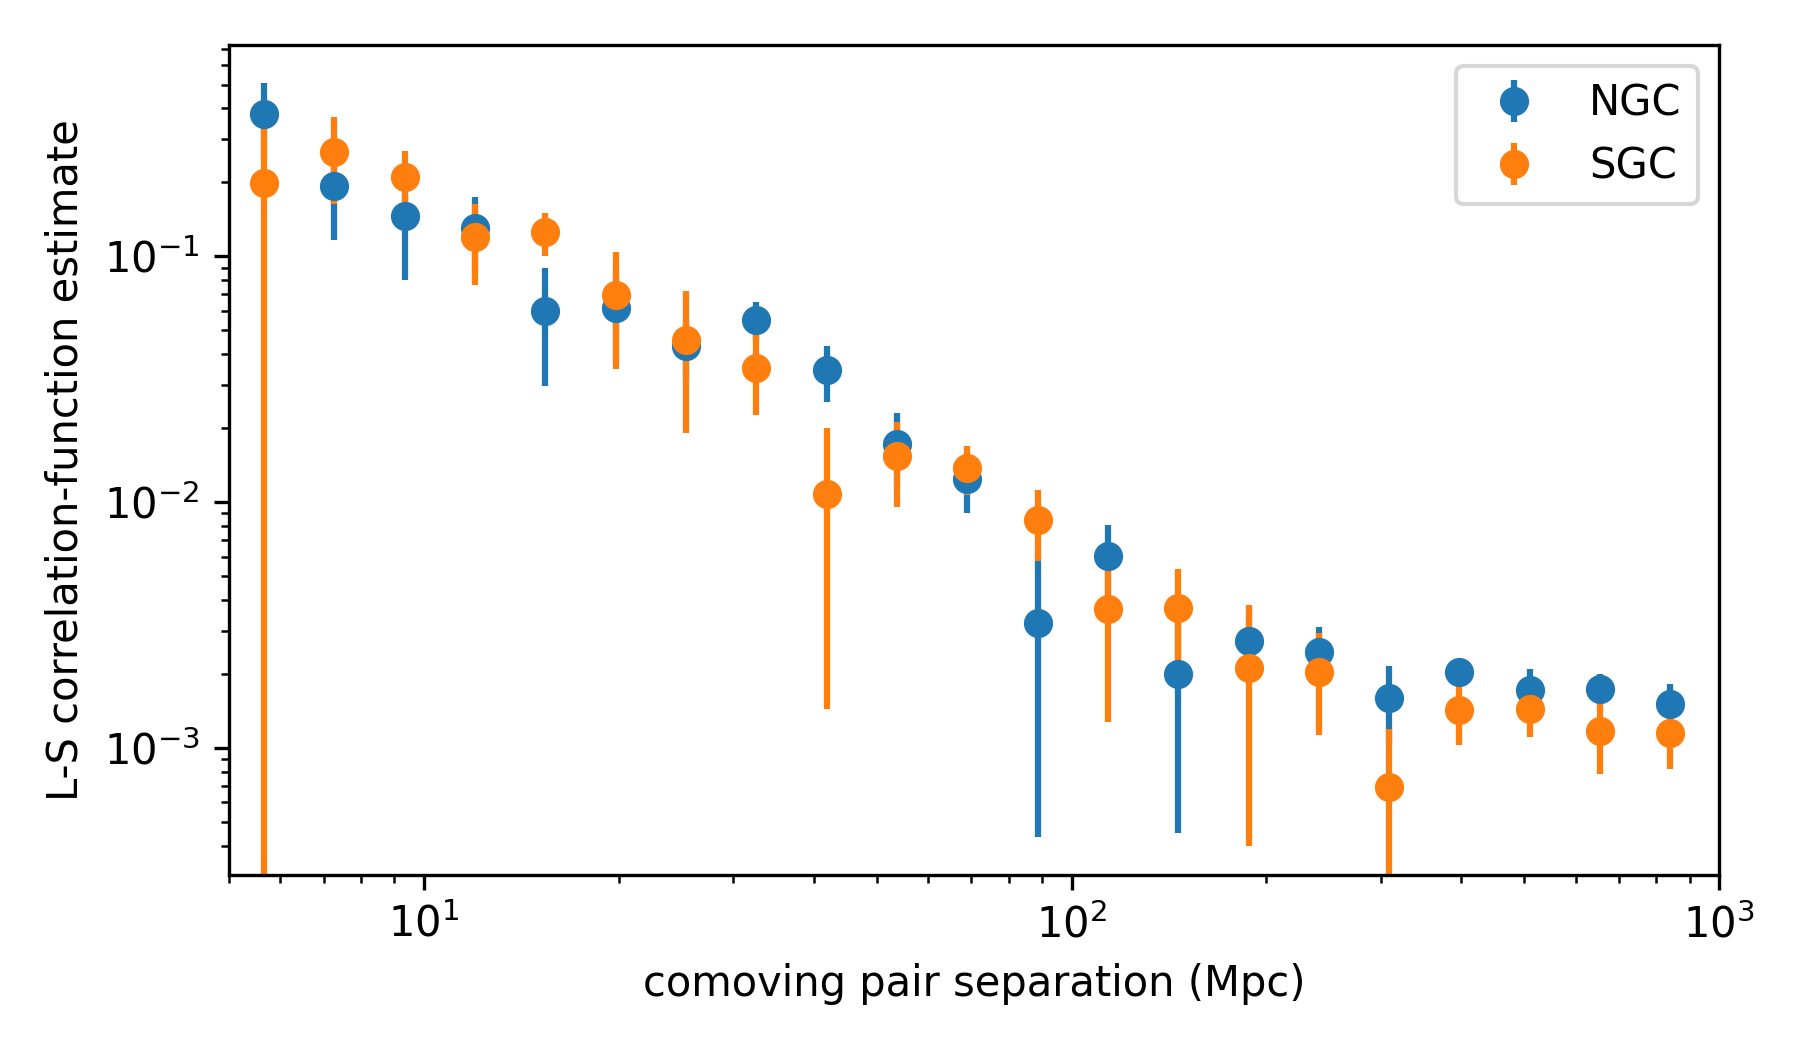 L-S correlation-function estimate
10⁻¹
10⁻²
10⁻³
NGC
SGC
10¹
10²
10³
comoving pair separation (Mpc)